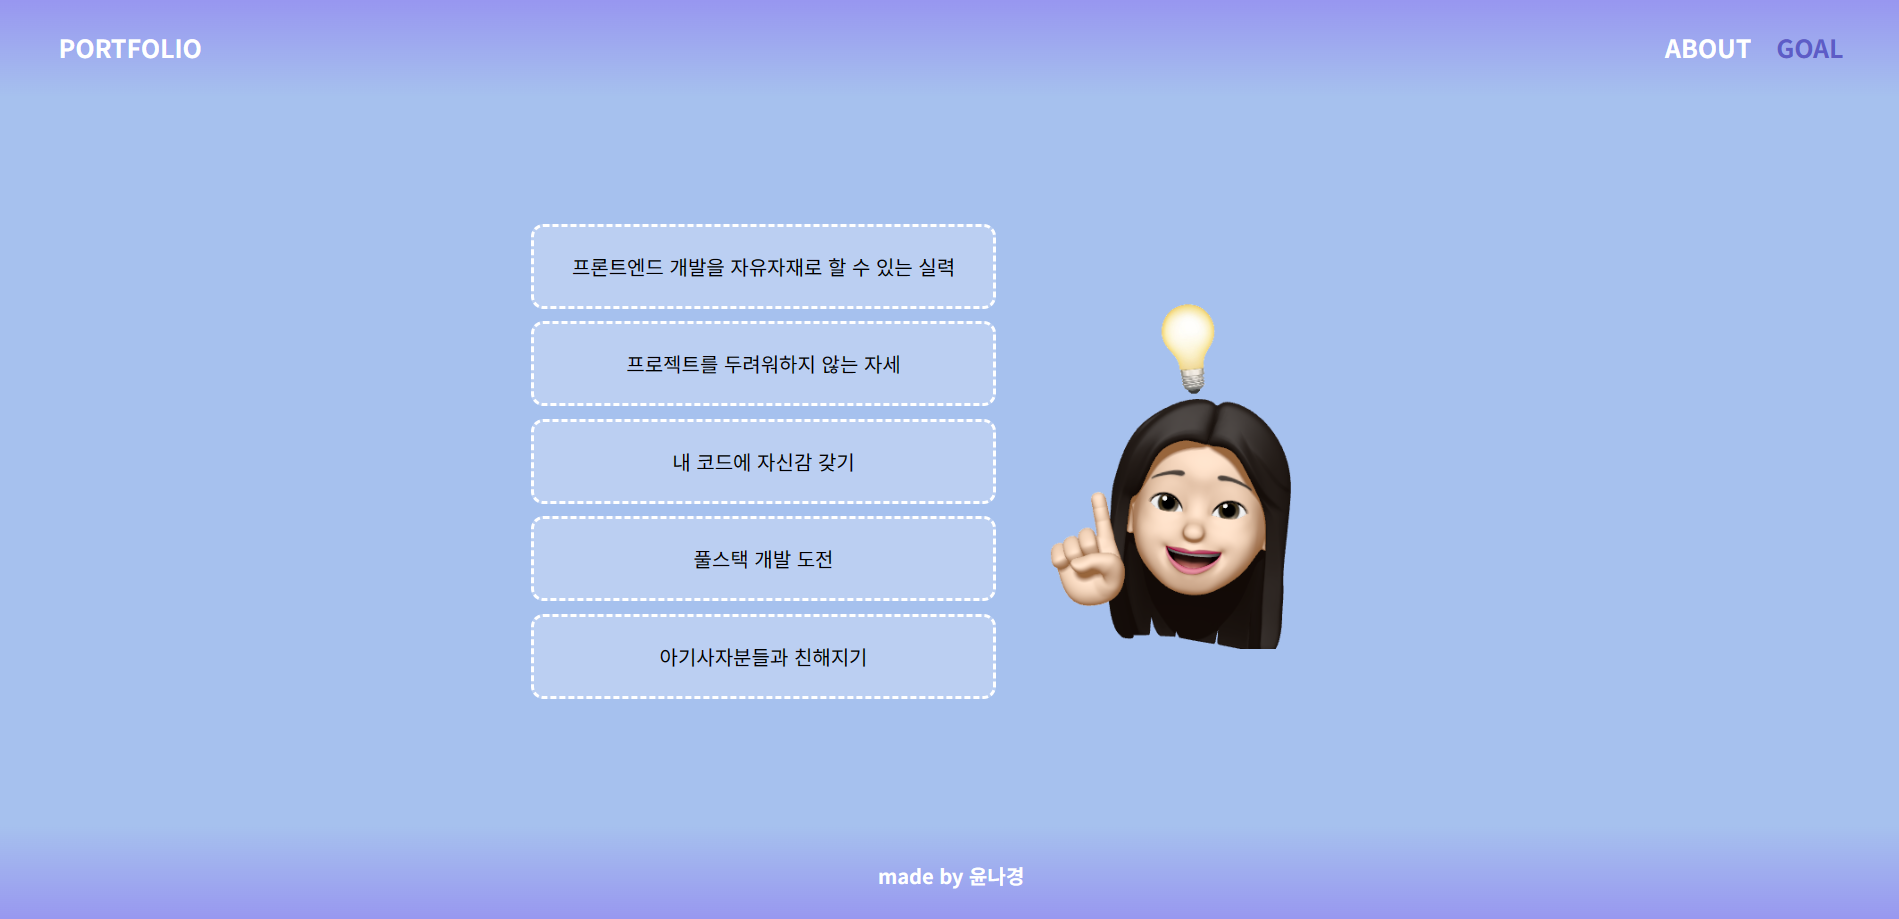 PORTFOLIO
ABOUT GOAL
프론트엔드 개발을 자유자재로 할 수 있는 실력
프로젝트를 두려워하지 않는 자세
내 코드에 자신감 갖기
풀스택 개발 도전
아기사자분들과 친해지기
made by 윤나경